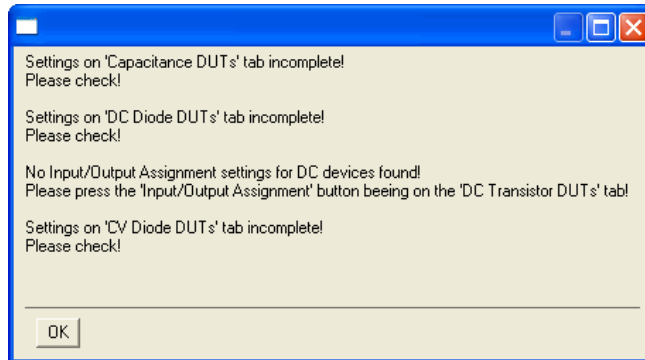 Settings on 'Capacitance DUTs' tab incomplete!
Please check!
Settings on 'DC Diode DUTs' tab incomplete!
Please check!
No Input/Output Assignment settings for DC devices found!
Please press the 'Input/Output Assignment' button beeing on the 'DC Transistor DUTs' tab!
Settings on 'CV Diode DUTs' tab incomplete!
Please check!
OK